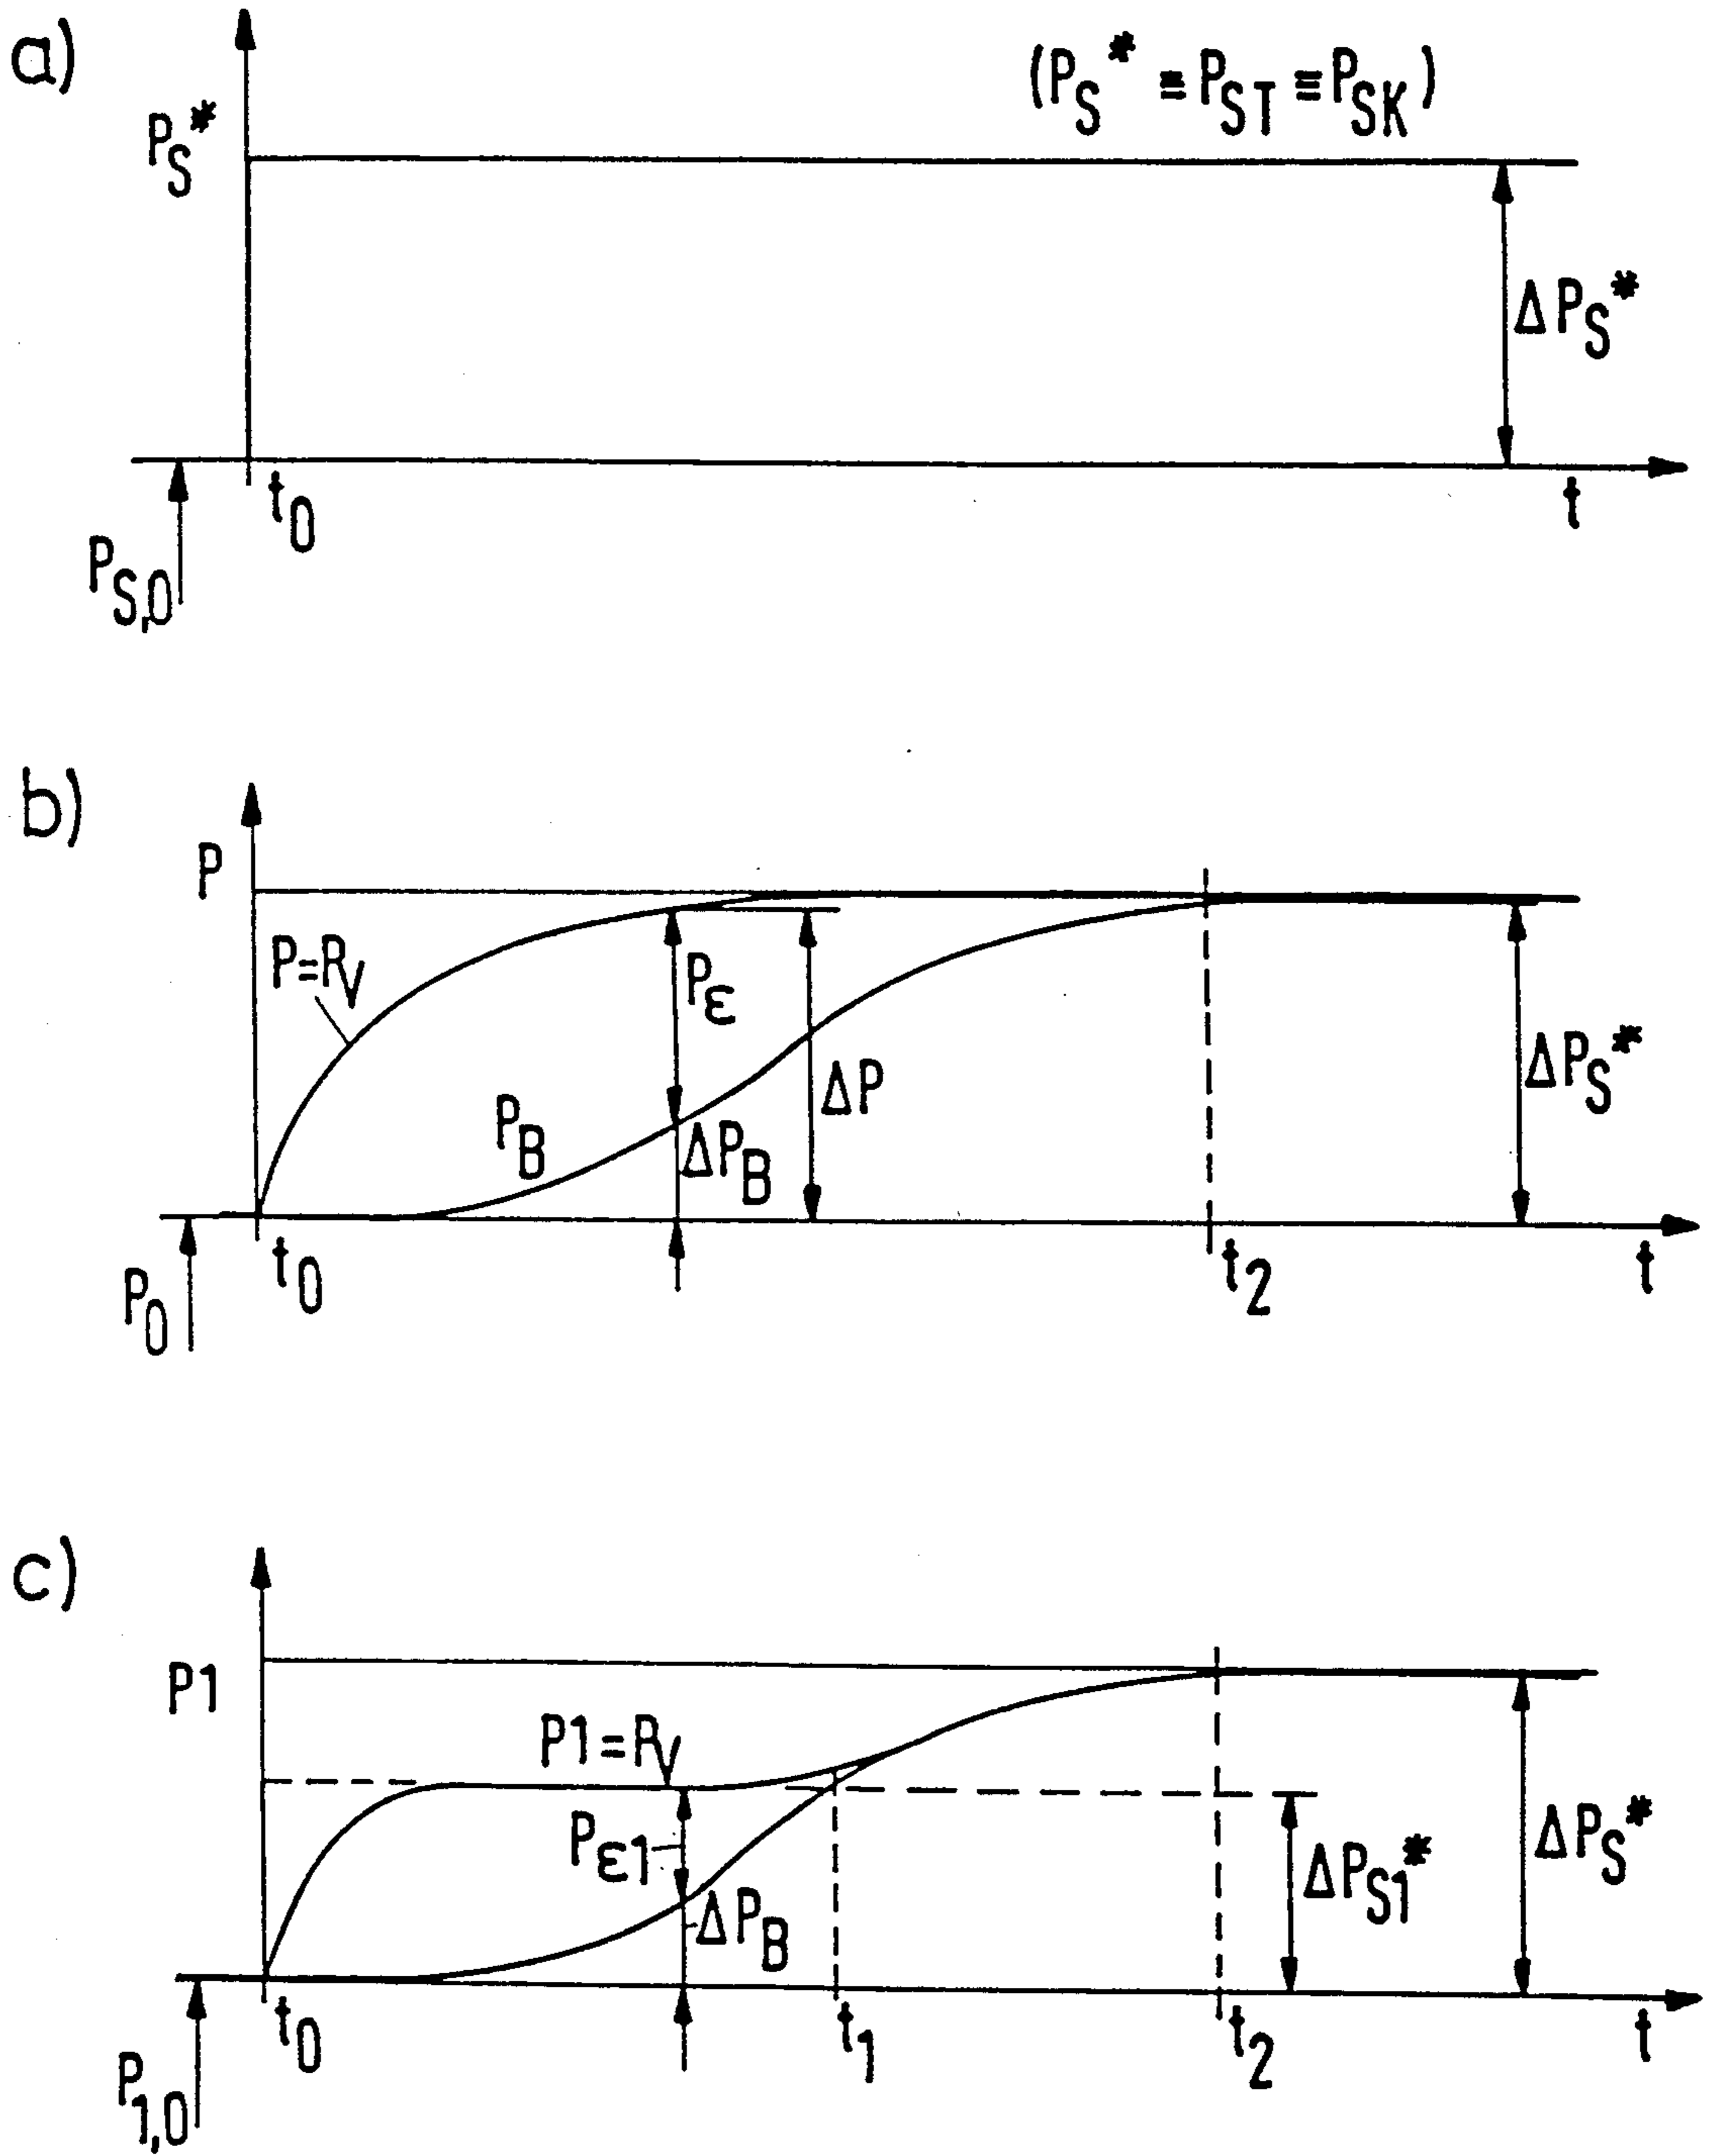 a)
(P_S* ≡ P_ST ≡ P_SK)
P_S*
ΔP_S*
t_0
t
P_S,0
b)
P
P=R_V
P_ε
ΔP_S*
P_B
ΔP_B
ΔP
t_0
t_2
t
P_0
c)
P1
P1=R_V
P_ε1
ΔP_S1*
ΔP_S*
ΔP_B
t_0
t_1
t_2
t
P_1,0